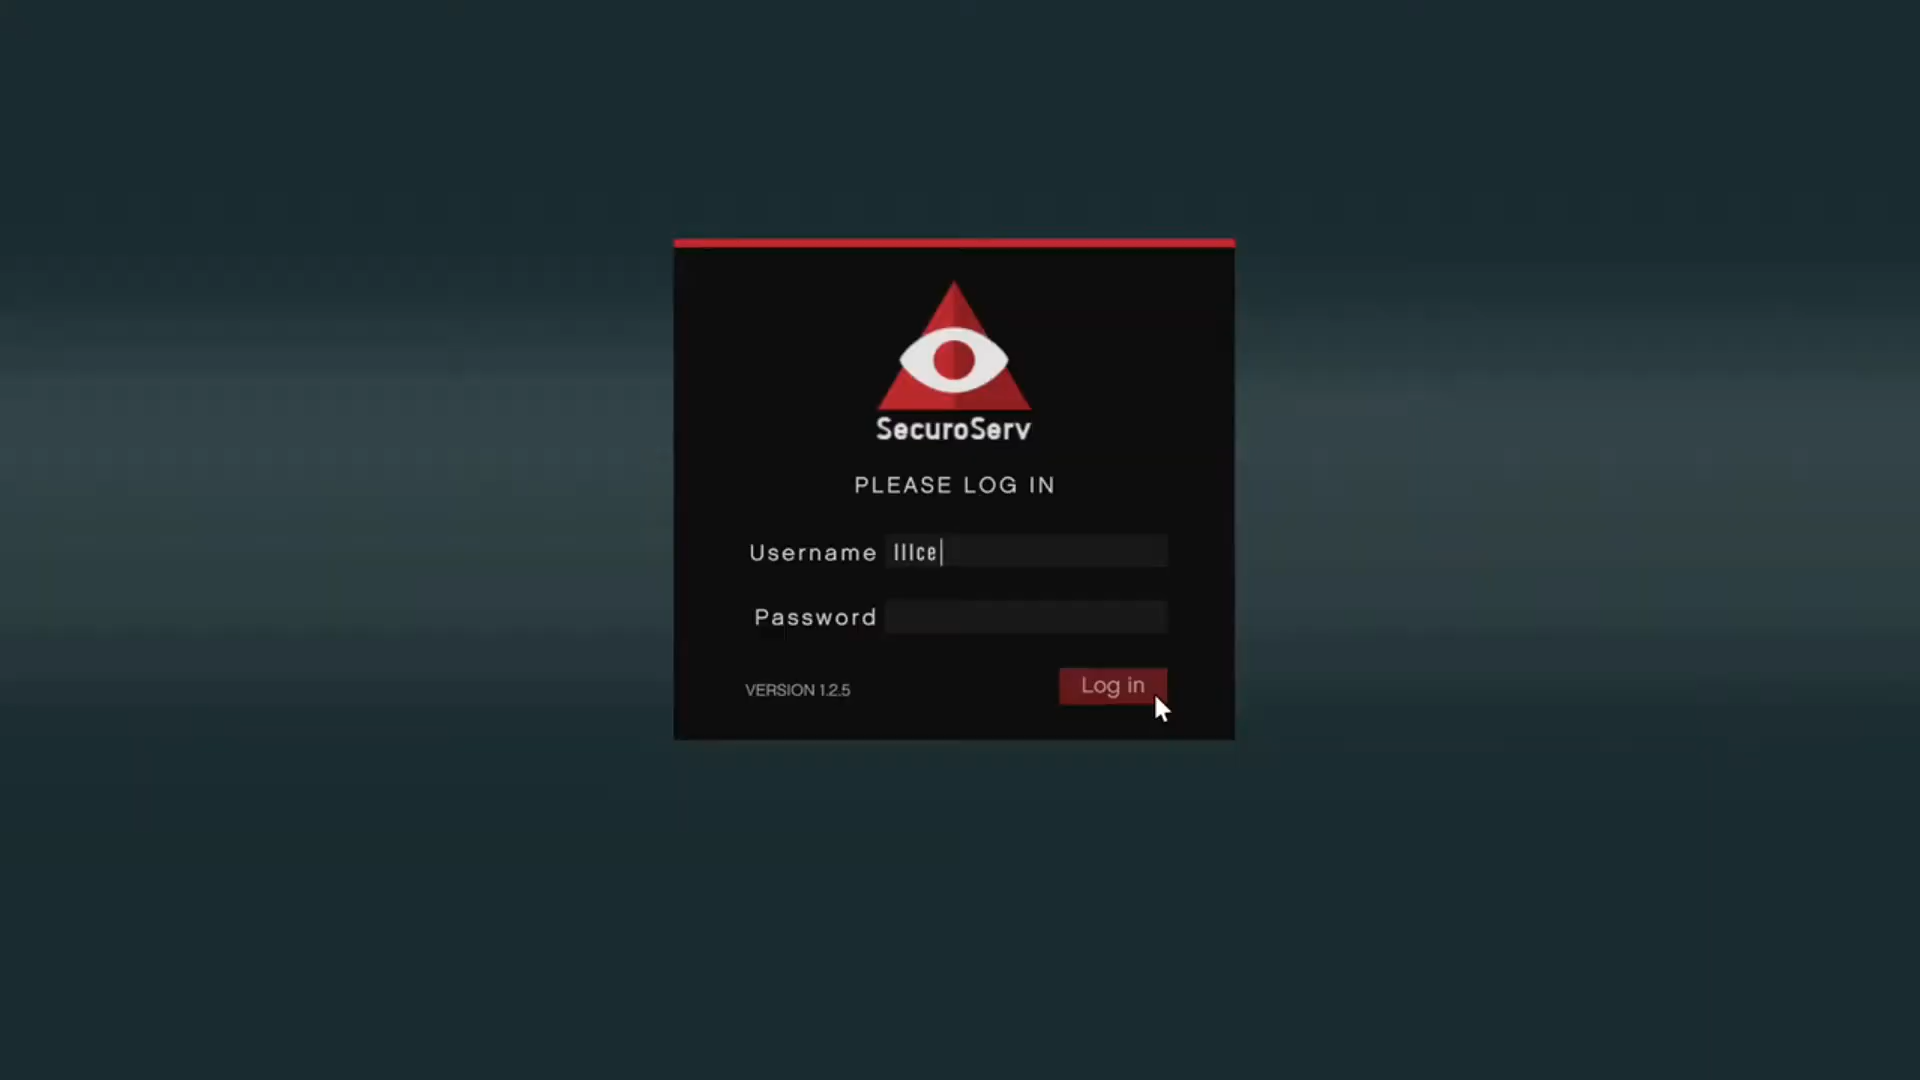 SecuroServ
PLEASE LOG IN
Username IIIce
Password
VERSION 1.2.5
Log in